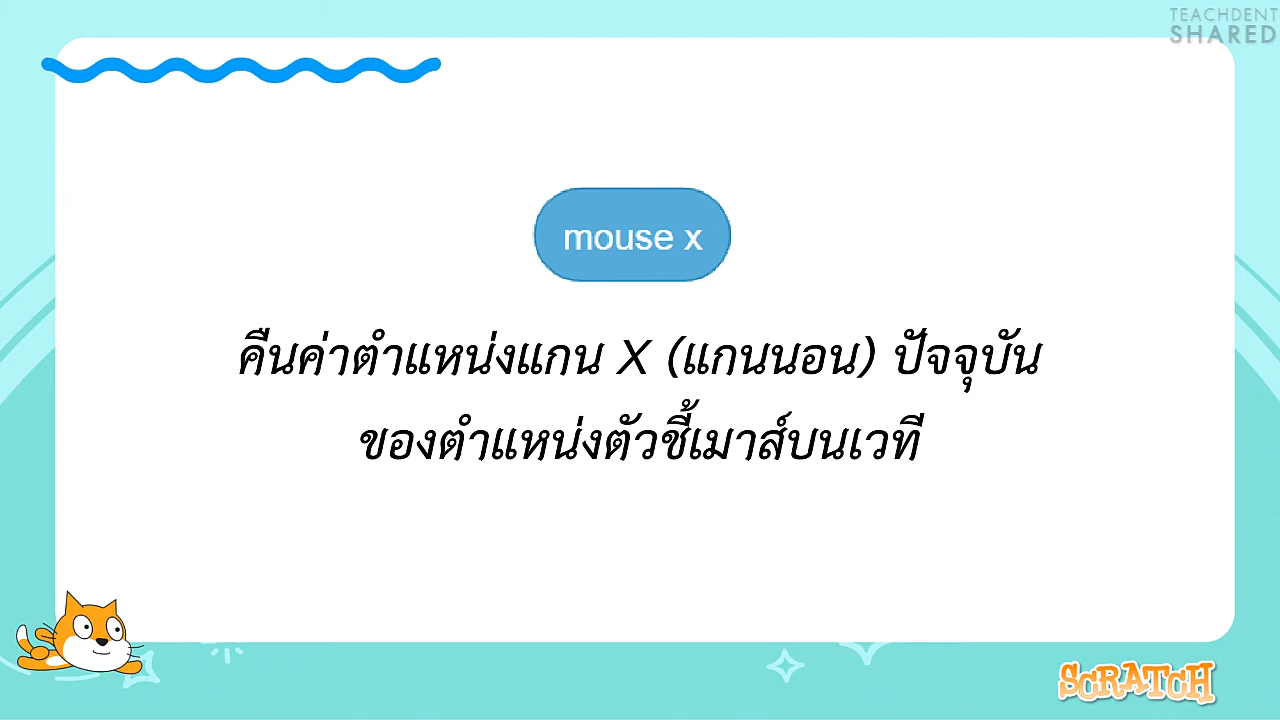 TEACHDENT
SHARED
mouse x
คืนค่าตำแหน่งแกน X (แกนนอน) ปัจจุบัน
ของตำแหน่งตัวชี้เมาส์บนเวที
SCRATCH